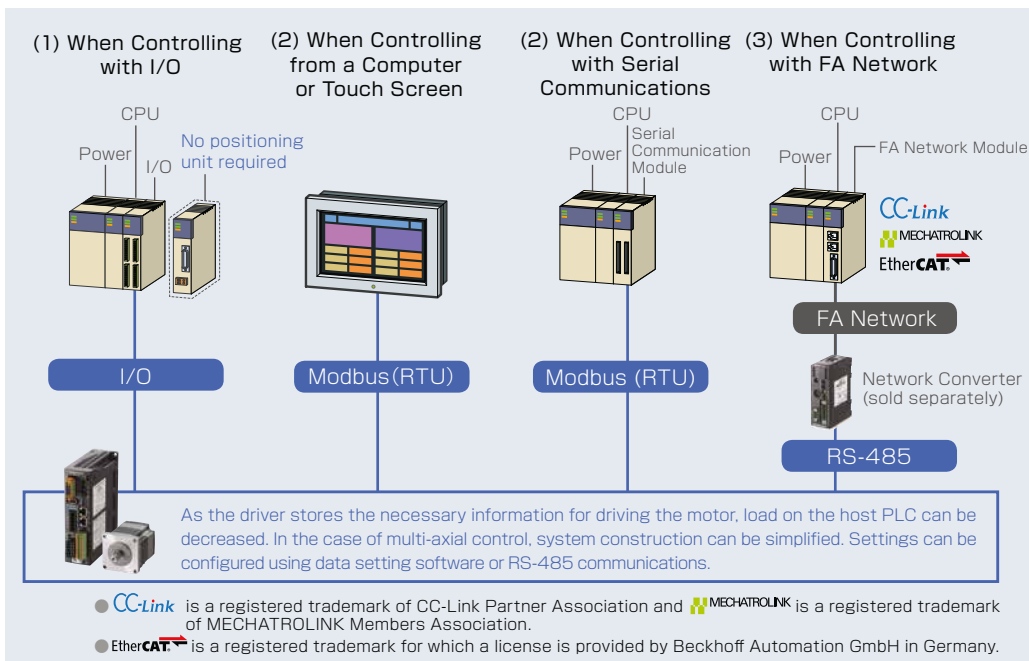 (1) When Controlling
with I/O
(2) When Controlling
from a Computer
or Touch Screen
(2) When Controlling
with Serial
Communications
(3) When Controlling
with FA Network
CPU
Power
I/O
No positioning
unit required
CPU
Power
Serial
Communication
Module
CPU
Power
FA Network Module
CC-Link
MECHATROLINK
EtherCAT®
FA Network
I/O
Modbus(RTU)
Modbus (RTU)
Network Converter
(sold separately)
RS-485
As the driver stores the necessary information for driving the motor, load on the host PLC can be
decreased. In the case of multi-axial control, system construction can be simplified. Settings can be
configured using data setting software or RS-485 communications.
● CC-Link is a registered trademark of CC-Link Partner Association and MECHATROLINK is a registered trademark
of MECHATROLINK Members Association.
● EtherCAT® is a registered trademark for which a license is provided by Beckhoff Automation GmbH in Germany.